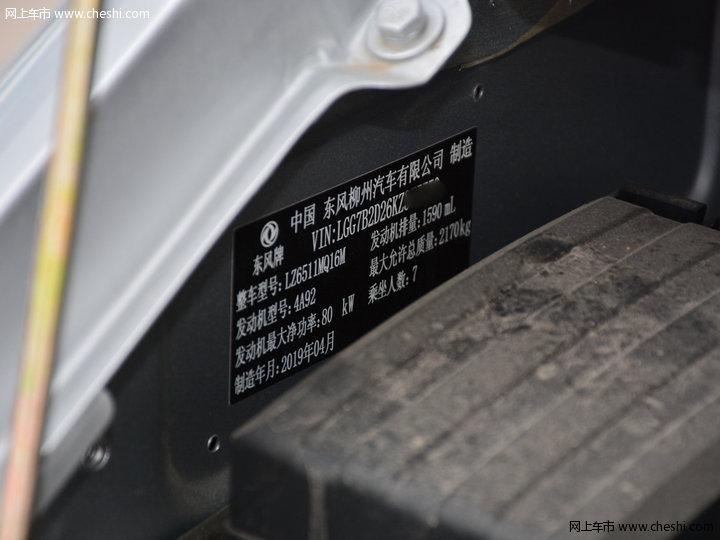 网上车市 www.cheshi.com
中国 东风柳州汽车有限公司 制造
VIN:LGG7B2D26KZ
东风牌
发动机排量:1590 mL
整车型号:LZ6511MQ16M
最大允许总质量:2170kg
发动机型号:4A92
乘坐人数:7
发动机最大净功率:80 kW
制造年月:2019年04月
网上车市 www.cheshi.com